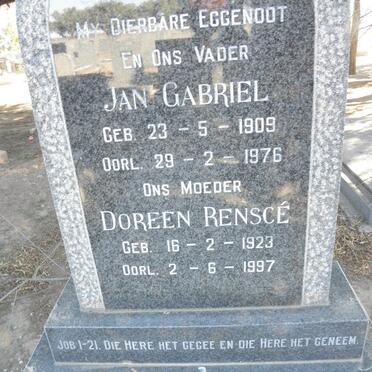 MY DIERBARE EGGENOOT
EN ONS VADER
JAN GABRIEL
GEB. 23 - 5 - 1909
OORL. 29 - 2 - 1976
ONS MOEDER
DOREEN RENSCÉ
GEB. 16 - 2 - 1923
OORL. 2 - 6 - 1997
JOB 1-21. DIE HERE HET GEGEE EN DIE HERE HET GENEEM.